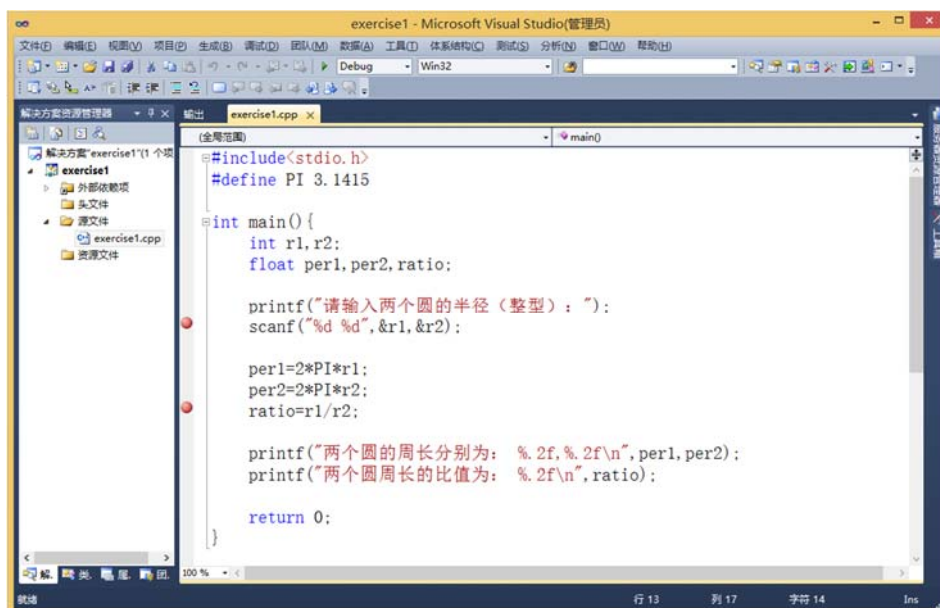 exercise1 - Microsoft Visual Studio(管理员)
文件(F) 编辑(E) 视图(V) 项目(P) 生成(B) 调试(D) 团队(M) 数据(A) 工具(T) 体系结构(C) 测试(S) 分析(N) 窗口(W) 帮助(H)
Debug Win32
解决方案资源管理器
输出 exercise1.cpp
(全局范围) main()
解决方案"exercise1"(1 个项
exercise1
外部依赖项
头文件
源文件
exercise1.cpp
资源文件
#include<stdio.h>
#define PI 3.1415
int main(){
int r1,r2;
float per1,per2,ratio;
printf("请输入两个圆的半径（整型）：");
scanf("%d %d",&r1,&r2);
per1=2*PI*r1;
per2=2*PI*r2;
ratio=r1/r2;
printf("两个圆的周长分别为： %.2f,%.2f\n",per1,per2);
printf("两个圆周长的比值为： %.2f\n",ratio);
return 0;
}
解. 类. 属. 团.
100 %
就绪 行 13 列 17 字符 14 Ins
工具箱